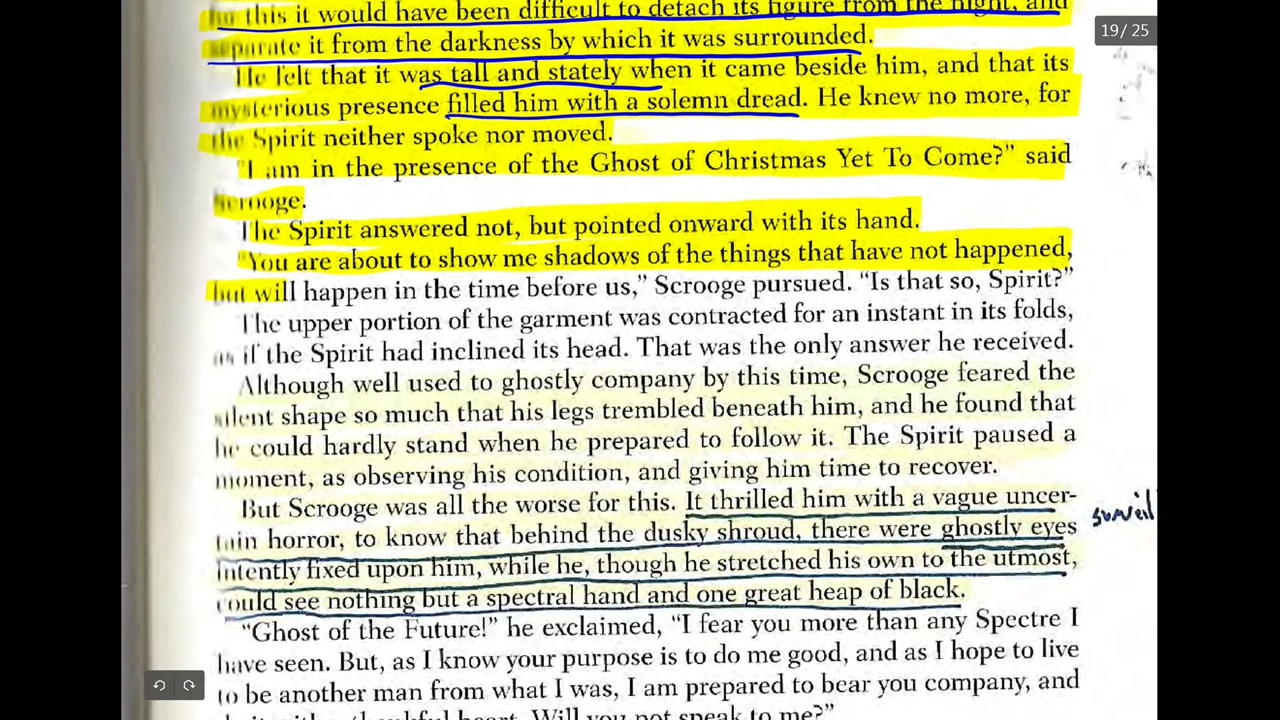 this it would have been difficult to detach its figure from the night, and
separate it from the darkness by which it was surrounded.
He felt that it was tall and stately when it came beside him, and that its
mysterious presence filled him with a solemn dread. He knew no more, for
the Spirit neither spoke nor moved.
"I am in the presence of the Ghost of Christmas Yet To Come?" said
Scrooge.
The Spirit answered not, but pointed onward with its hand.
"You are about to show me shadows of the things that have not happened,
but will happen in the time before us," Scrooge pursued. "Is that so, Spirit?"
The upper portion of the garment was contracted for an instant in its folds,
as if the Spirit had inclined its head. That was the only answer he received.
Although well used to ghostly company by this time, Scrooge feared the
silent shape so much that his legs trembled beneath him, and he found that
he could hardly stand when he prepared to follow it. The Spirit paused a
moment, as observing his condition, and giving him time to recover.
But Scrooge was all the worse for this. It thrilled him with a vague uncer-
tain horror, to know that behind the dusky shroud, there were ghostly eyes
intently fixed upon him, while he, though he stretched his own to the utmost,
could see nothing but a spectral hand and one great heap of black.
"Ghost of the Future!" he exclaimed, "I fear you more than any Spectre I
have seen. But, as I know your purpose is to do me good, and as I hope to live
to be another man from what I was, I am prepared to bear you company, and
heart. Will you not speak to me?"
19 / 25